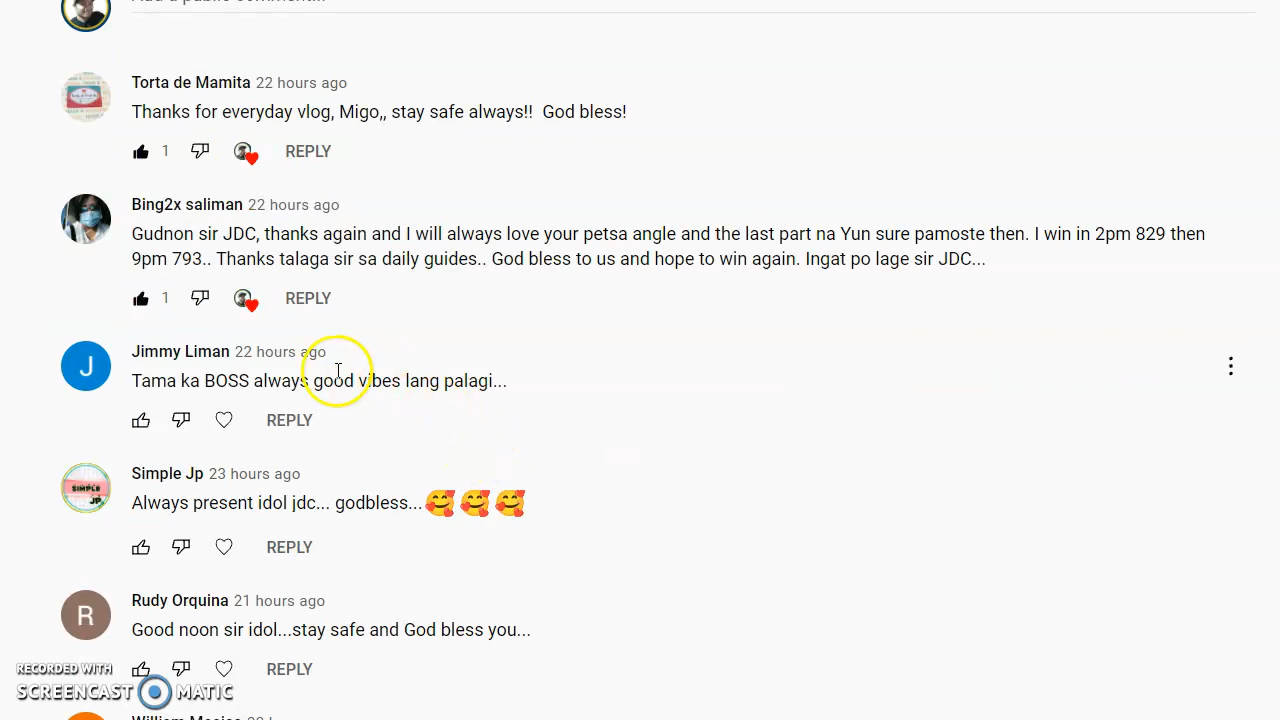 Add a public comment...
Torta de Mamita 22 hours ago
Thanks for everyday vlog, Migo,, stay safe always!!  God bless!
1 REPLY
Bing2x saliman 22 hours ago
Gudnon sir JDC, thanks again and I will always love your petsa angle and the last part na Yun sure pamoste then. I win in 2pm 829 then
9pm 793.. Thanks talaga sir sa daily guides.. God bless to us and hope to win again. Ingat po lage sir JDC...
1 REPLY
J
Jimmy Liman 22 hours ago
Tama ka BOSS always good vibes lang palagi...
REPLY
SIMPLE
JP
Simple Jp 23 hours ago
Always present idol jdc... godbless...🥰🥰🥰
REPLY
R
Rudy Orquina 21 hours ago
Good noon sir idol...stay safe and God bless you...
REPLY
RECORDED WITH
SCREENCAST MATIC
William